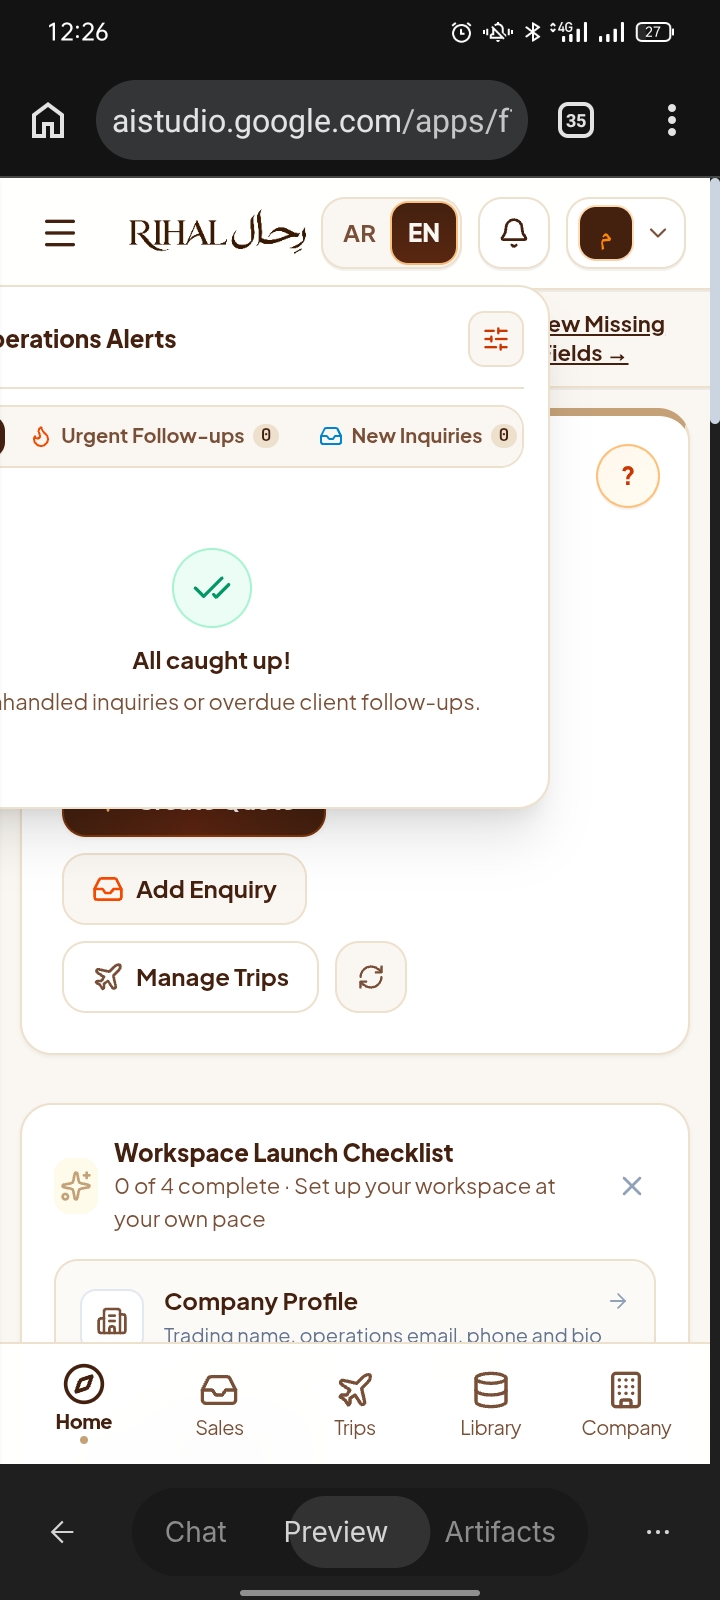 12:26
4G
27
aistudio.google.com/apps/f
35
RIHAL رحال
AR
EN
م
perations Alerts
ew Missing
ields →
Urgent Follow-ups 0
New Inquiries 0
?
All caught up!
nhandled inquiries or overdue client follow-ups.
Add Enquiry
Manage Trips
Workspace Launch Checklist
0 of 4 complete · Set up your workspace at
your own pace
Company Profile
Trading name, operations email, phone and bio
Home
Sales
Trips
Library
Company
Chat
Preview
Artifacts